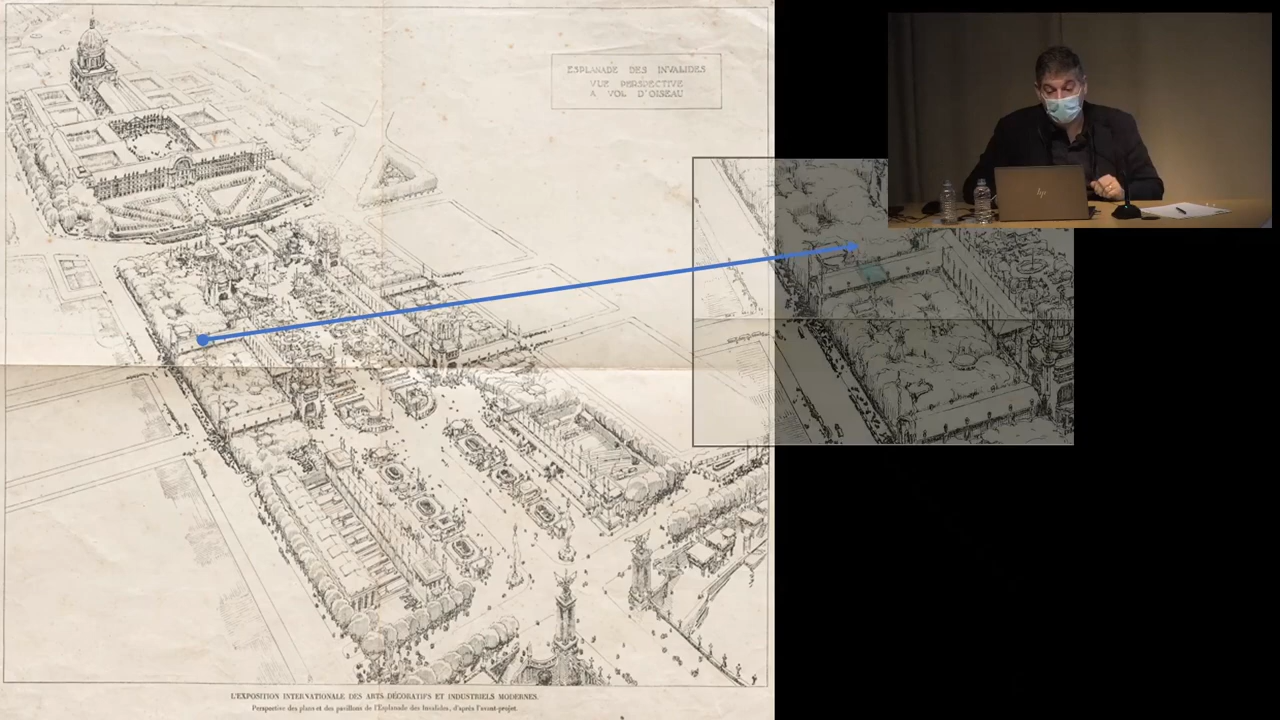 ESPLANADE DES INVALIDES
VUE PERSPECTIVE
A VOL D'OISEAU
hp
L'EXPOSITION INTERNATIONALE DES ARTS DÉCORATIFS ET INDUSTRIELS MODERNES.
Perspective des plans et des pavillons de l'Esplanade des Invalides, d'après l'avant-projet.